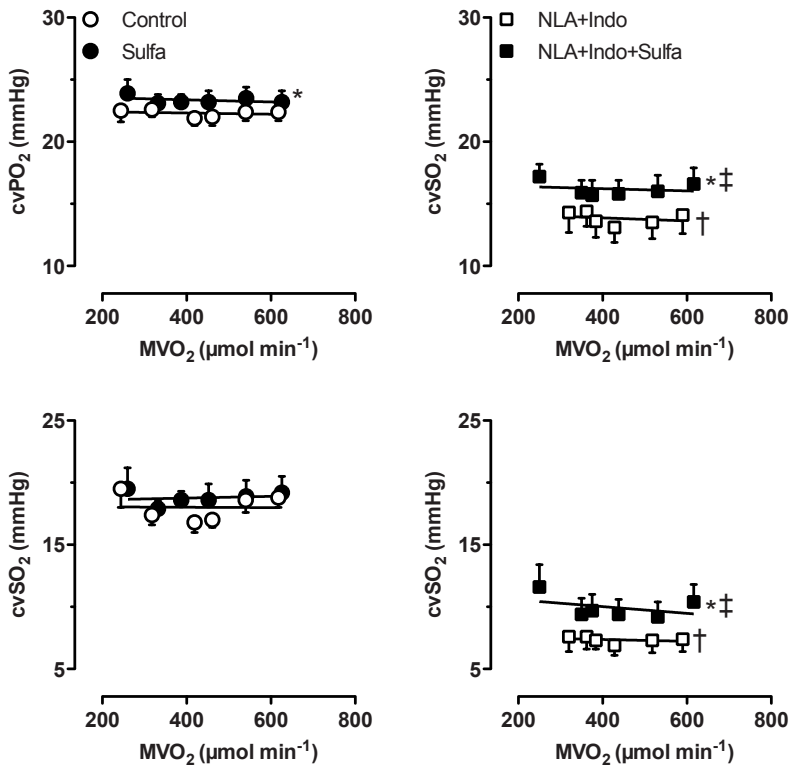 Control
Sulfa
NLA+Indo
NLA+Indo+Sulfa
30
20
10
cvPO2 (mmHg)
*
200 400 600 800
MVO2 (µmol min-1)
30
20
10
cvSO2 (mmHg)
*‡
†
200 400 600 800
MVO2 (µmol min-1)
25
15
5
cvSO2 (mmHg)
200 400 600 800
MVO2 (µmol min-1)
25
15
5
cvSO2 (mmHg)
*‡
†
200 400 600 800
MVO2 (µmol min-1)